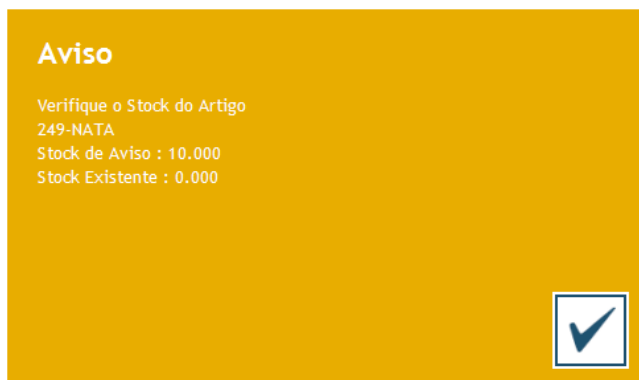 Aviso
Verifique o Stock do Artigo
249-NATA
Stock de Aviso : 10.000
Stock Existente : 0.000